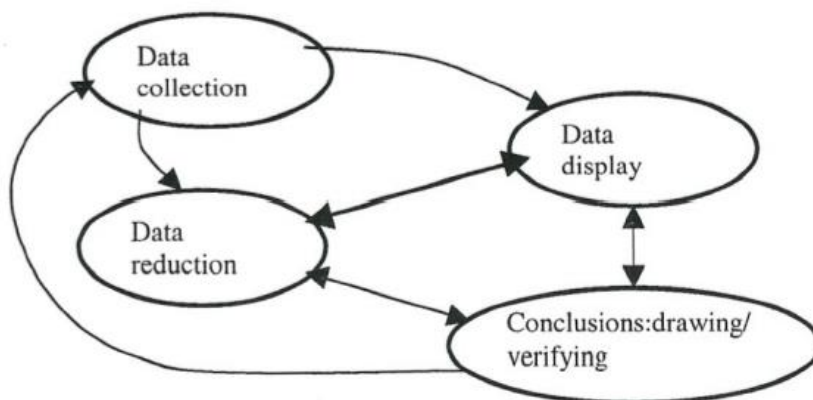 Data
collection
Data
display
Data
reduction
Conclusions:drawing/
verifying